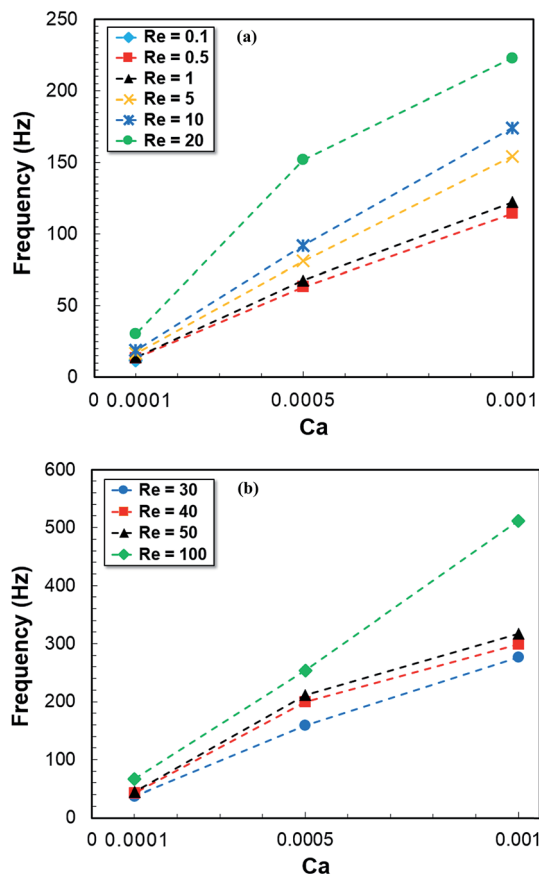 (a)
Re = 0.1
Re = 0.5
Re = 1
Re = 5
Re = 10
Re = 20
Frequency (Hz)
250
200
150
100
50
0
0 0.0001 0.0005 0.001
Ca
(b)
Re = 30
Re = 40
Re = 50
Re = 100
Frequency (Hz)
600
500
400
300
200
100
0
0 0.0001 0.0005 0.001
Ca